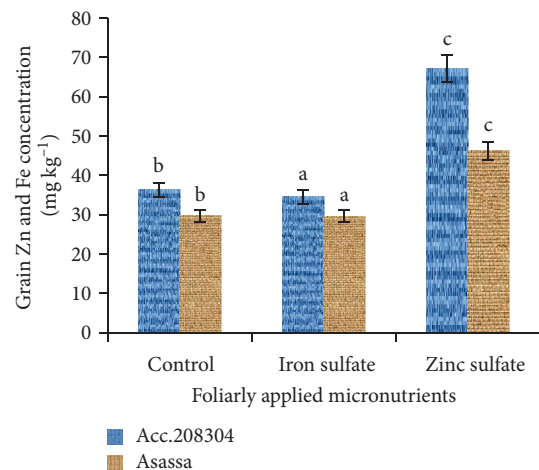 Grain Zn and Fe concentration
(mg kg⁻¹)
80
70
60
50
40
30
20
10
0
b
b
a
a
c
c
Control
Iron sulfate
Zinc sulfate
Foliarly applied micronutrients
Acc.208304
Asassa